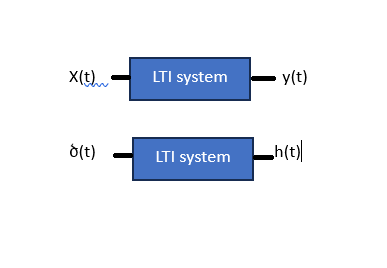 X(t) LTI system y(t)
δ(t) LTI system h(t)